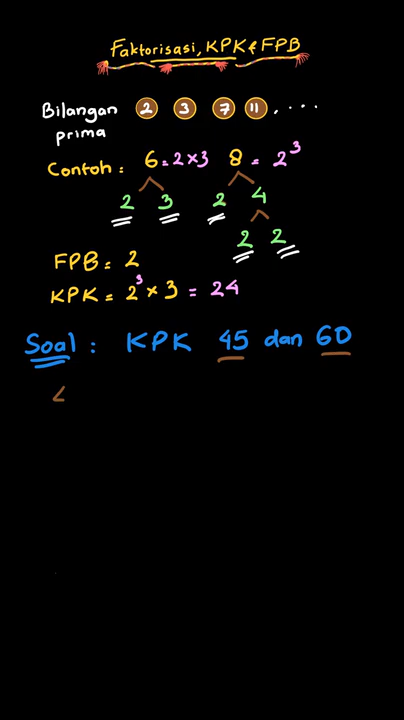 Faktorisasi, KPK & FPB
Bilangan prima 2 3 7 11 , ....
Contoh : 6 = 2 × 3 8 = 2³
2 3 2 4
2 2
FPB = 2
KPK = 2³ × 3 = 24
Soal : KPK 45 dan 60